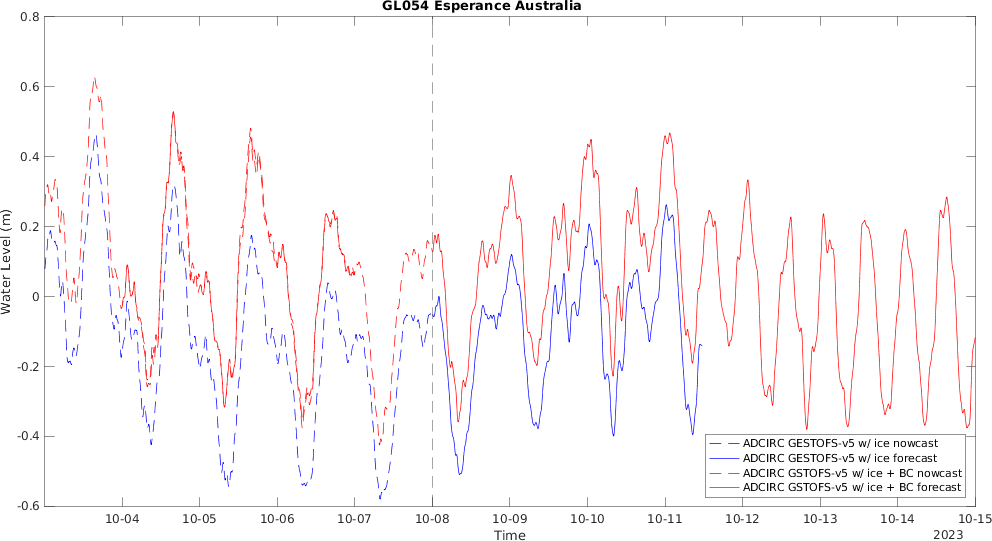 GL054 Esperance Australia
0.8
0.6
0.4
0.2
0
-0.2
-0.4
-0.6
Water Level (m)
10-04 10-05 10-06 10-07 10-08 10-09 10-10 10-11 10-12 10-13 10-14 10-15
Time
2023
ADCIRC GESTOFS-v5 w/ ice nowcast
ADCIRC GESTOFS-v5 w/ ice forecast
ADCIRC GSTOFS-v5 w/ ice + BC nowcast
ADCIRC GSTOFS-v5 w/ ice + BC forecast